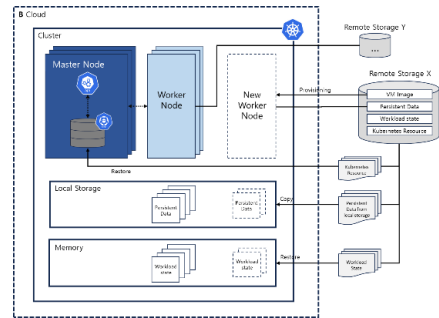 B Cloud
Cluster
Remote Storage Y
...
Master Node
Worker
Node
New
Worker
Node
Remote Storage X
Provisioning
VM Image
Persistent Data
Workload state
Kubernetes Resource
Restore
Kubernetes
Resource
Local Storage
Persistent
Data
Persistent
Data
Copy
Persistent
Data from
local storage
Memory
Workload
state
Workload
state
Restore
Workload
State